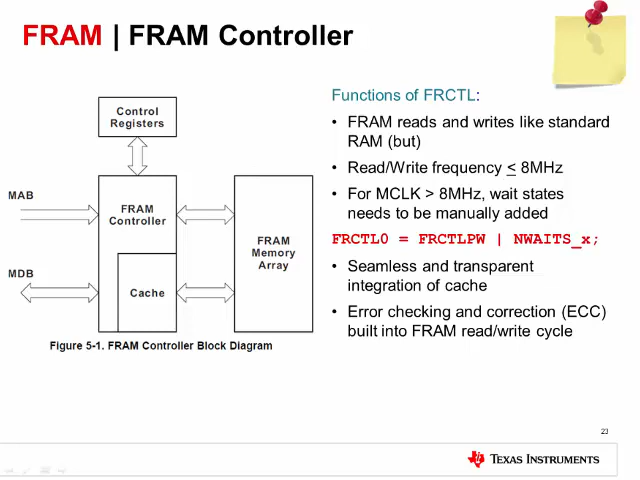 FRAM | FRAM Controller
Control
Registers
MAB
FRAM
Controller
FRAM
Memory
Array
MDB
Cache
Figure 5-1. FRAM Controller Block Diagram
Functions of FRCTL:
• FRAM reads and writes like standard
RAM (but)
• Read/Write frequency < 8MHz
• For MCLK > 8MHz, wait states
needs to be manually added
FRCTL0 = FRCTLPW | NWAITS_x;
• Seamless and transparent
integration of cache
• Error checking and correction (ECC)
built into FRAM read/write cycle
23
TEXAS INSTRUMENTS